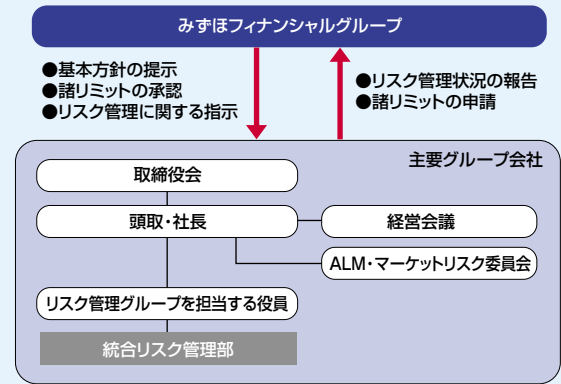 みずほフィナンシャルグループ
●基本方針の提示
●諸リミットの承認
●リスク管理に関する指示
●リスク管理状況の報告
●諸リミットの申請
主要グループ会社
取締役会
頭取・社長
経営会議
ALM・マーケットリスク委員会
リスク管理グループを担当する役員
統合リスク管理部